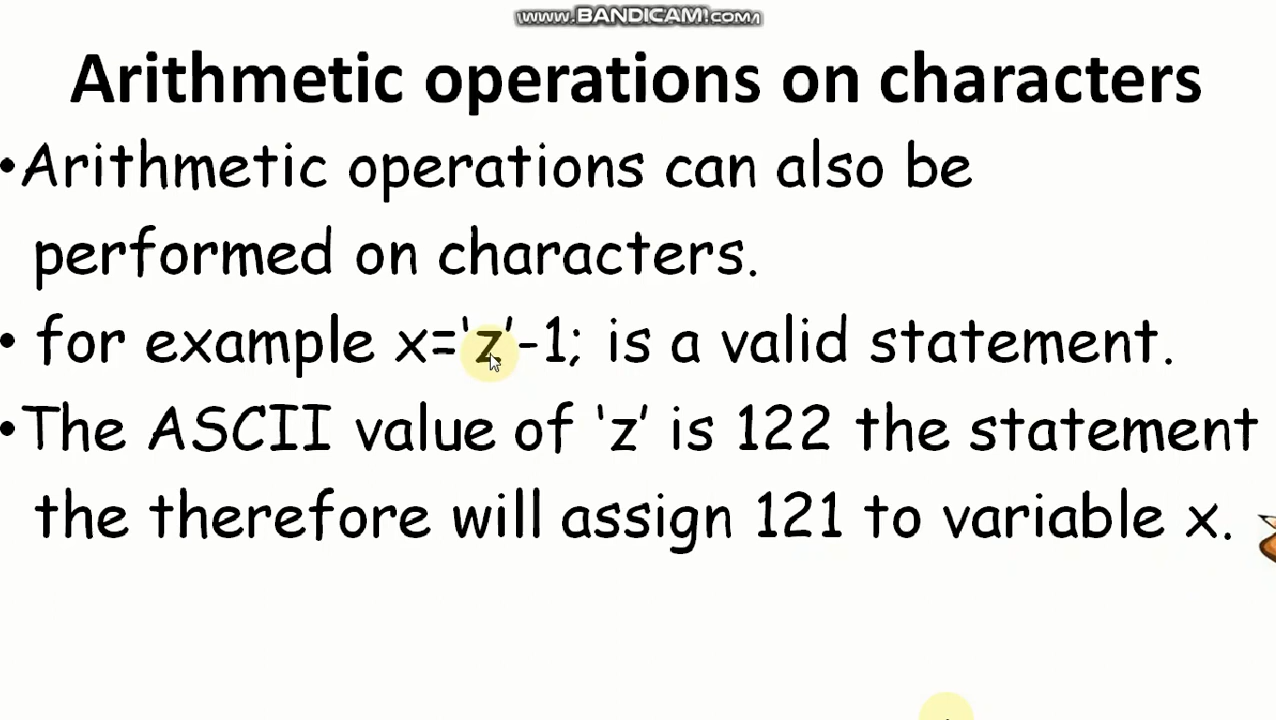 www.BANDICAM.com
Arithmetic operations on characters
•Arithmetic operations can also be
performed on characters.
• for example x=‘z’-1; is a valid statement.
•The ASCII value of ‘z’ is 122 the statement
the therefore will assign 121 to variable x.